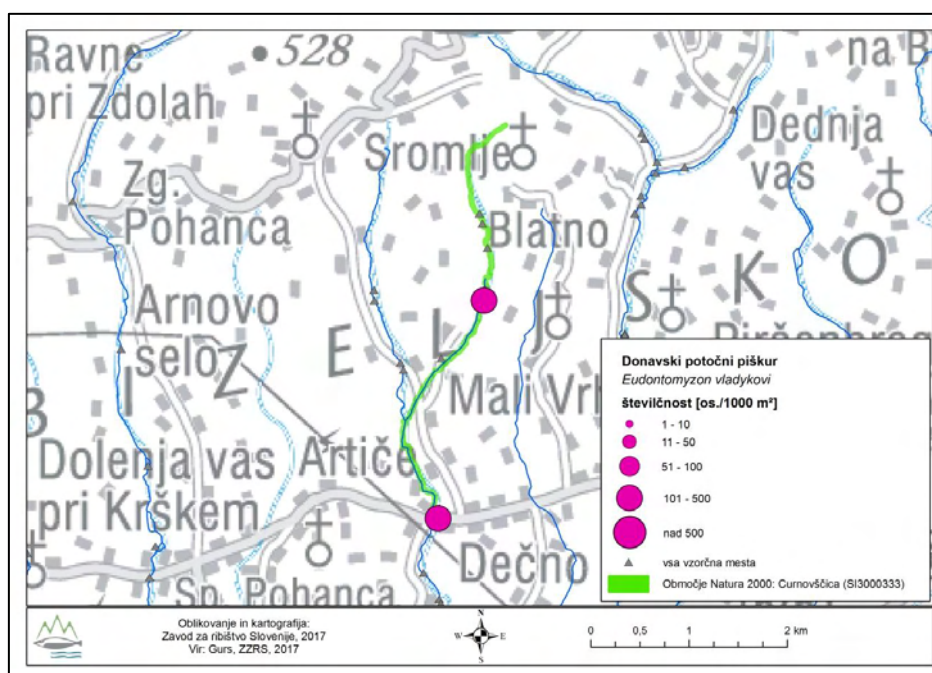 Ravne
pri Zdolah
528
na B
Sromlje
Dednja
vas
Zg.
Pohanca
Blatno
Arnovo
selo
B I Z E L J S K O
Mali Vrh
Dolenja vas
pri Krškem
Artiče
Dečno
Sp. Pohanca
Donavski potočni piškur
Eudontomyzon vladykovi
številčnost [os./1000 m²]
1 - 10
11 - 50
51 - 100
101 - 500
nad 500
vsa vzorčna mesta
Območje Natura 2000: Curnovščica (SI3000333)
Oblikovanje in kartografija:
Zavod za ribištvo Slovenije, 2017
Vir: Gurs, ZZRS, 2017
N
W E
S
0 0,5 1 2 km